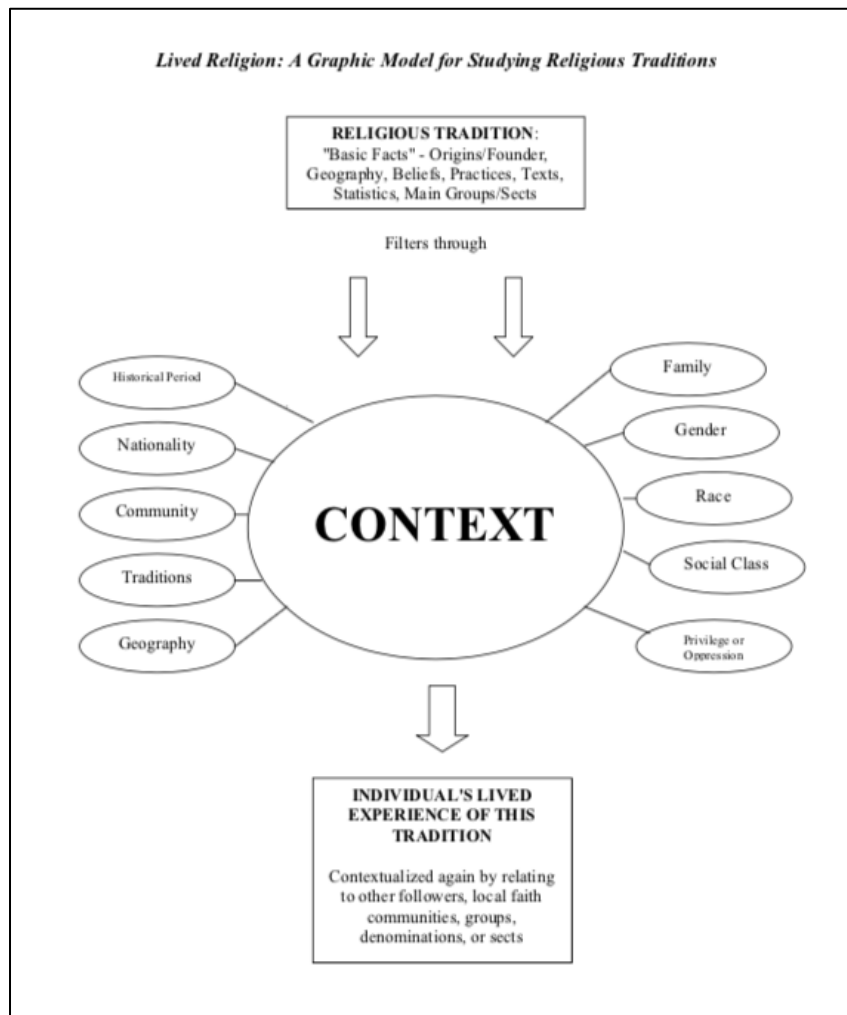 Lived Religion: A Graphic Model for Studying Religious Traditions
RELIGIOUS TRADITION:
"Basic Facts" - Origins/Founder,
Geography, Beliefs, Practices, Texts,
Statistics, Main Groups/Sects
Filters through
Historical Period
Nationality
Community
Traditions
Geography
CONTEXT
Family
Gender
Race
Social Class
Privilege or
Oppression
INDIVIDUAL'S LIVED
EXPERIENCE OF THIS
TRADITION
Contextualized again by relating
to other followers, local faith
communities, groups,
denominations, or sects